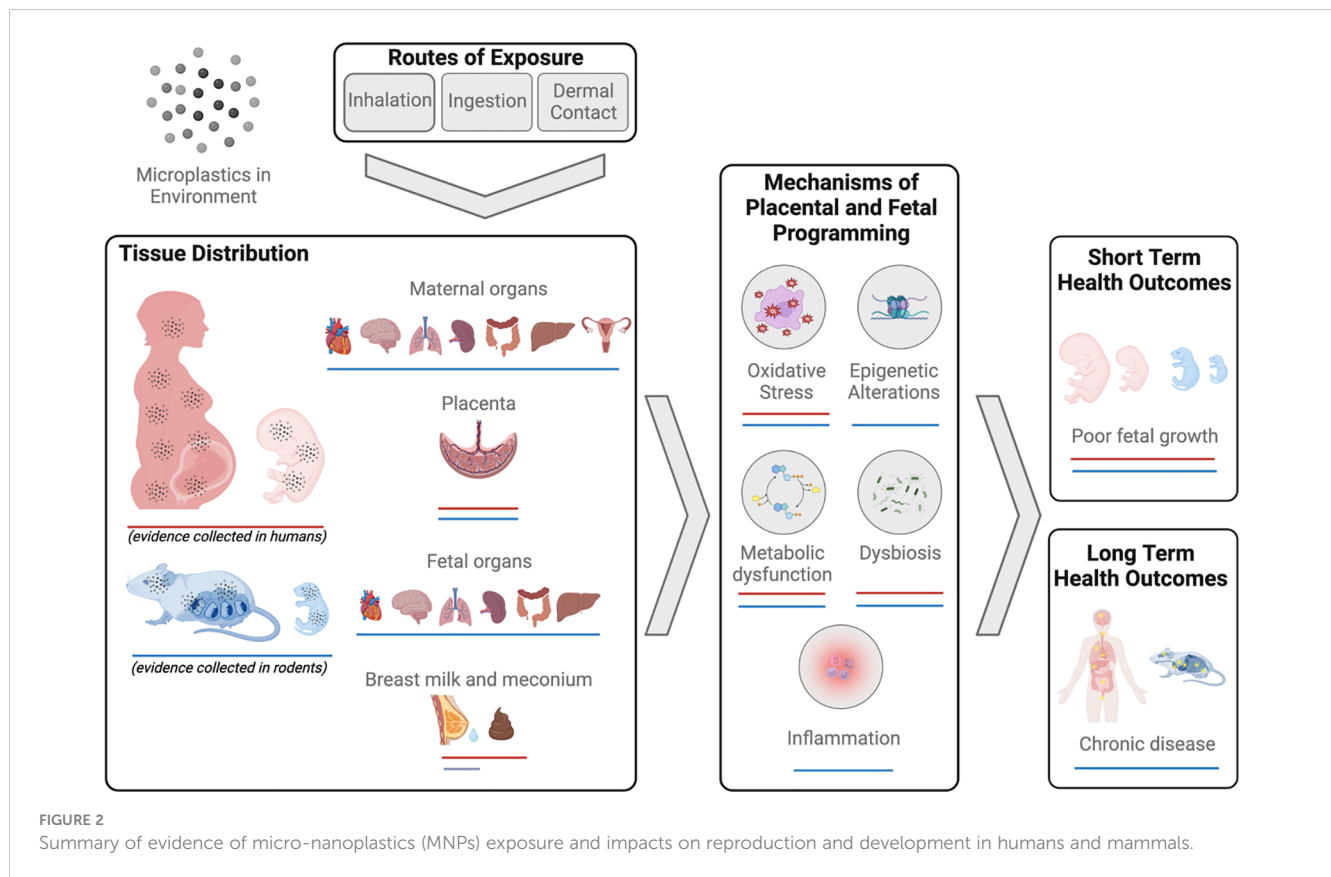 Routes of Exposure
Inhalation
Ingestion
Dermal
Contact
Microplastics in
Environment
Tissue Distribution
Maternal organs
Placenta
(evidence collected in humans)
Fetal organs
(evidence collected in rodents)
Breast milk and meconium
Mechanisms of
Placental and Fetal
Programming
Oxidative
Stress
Epigenetic
Alterations
Metabolic
dysfunction
Dysbiosis
Inflammation
Short Term
Health Outcomes
Poor fetal growth
Long Term
Health Outcomes
Chronic disease
FIGURE 2
Summary of evidence of micro-nanoplastics (MNPs) exposure and impacts on reproduction and development in humans and mammals.